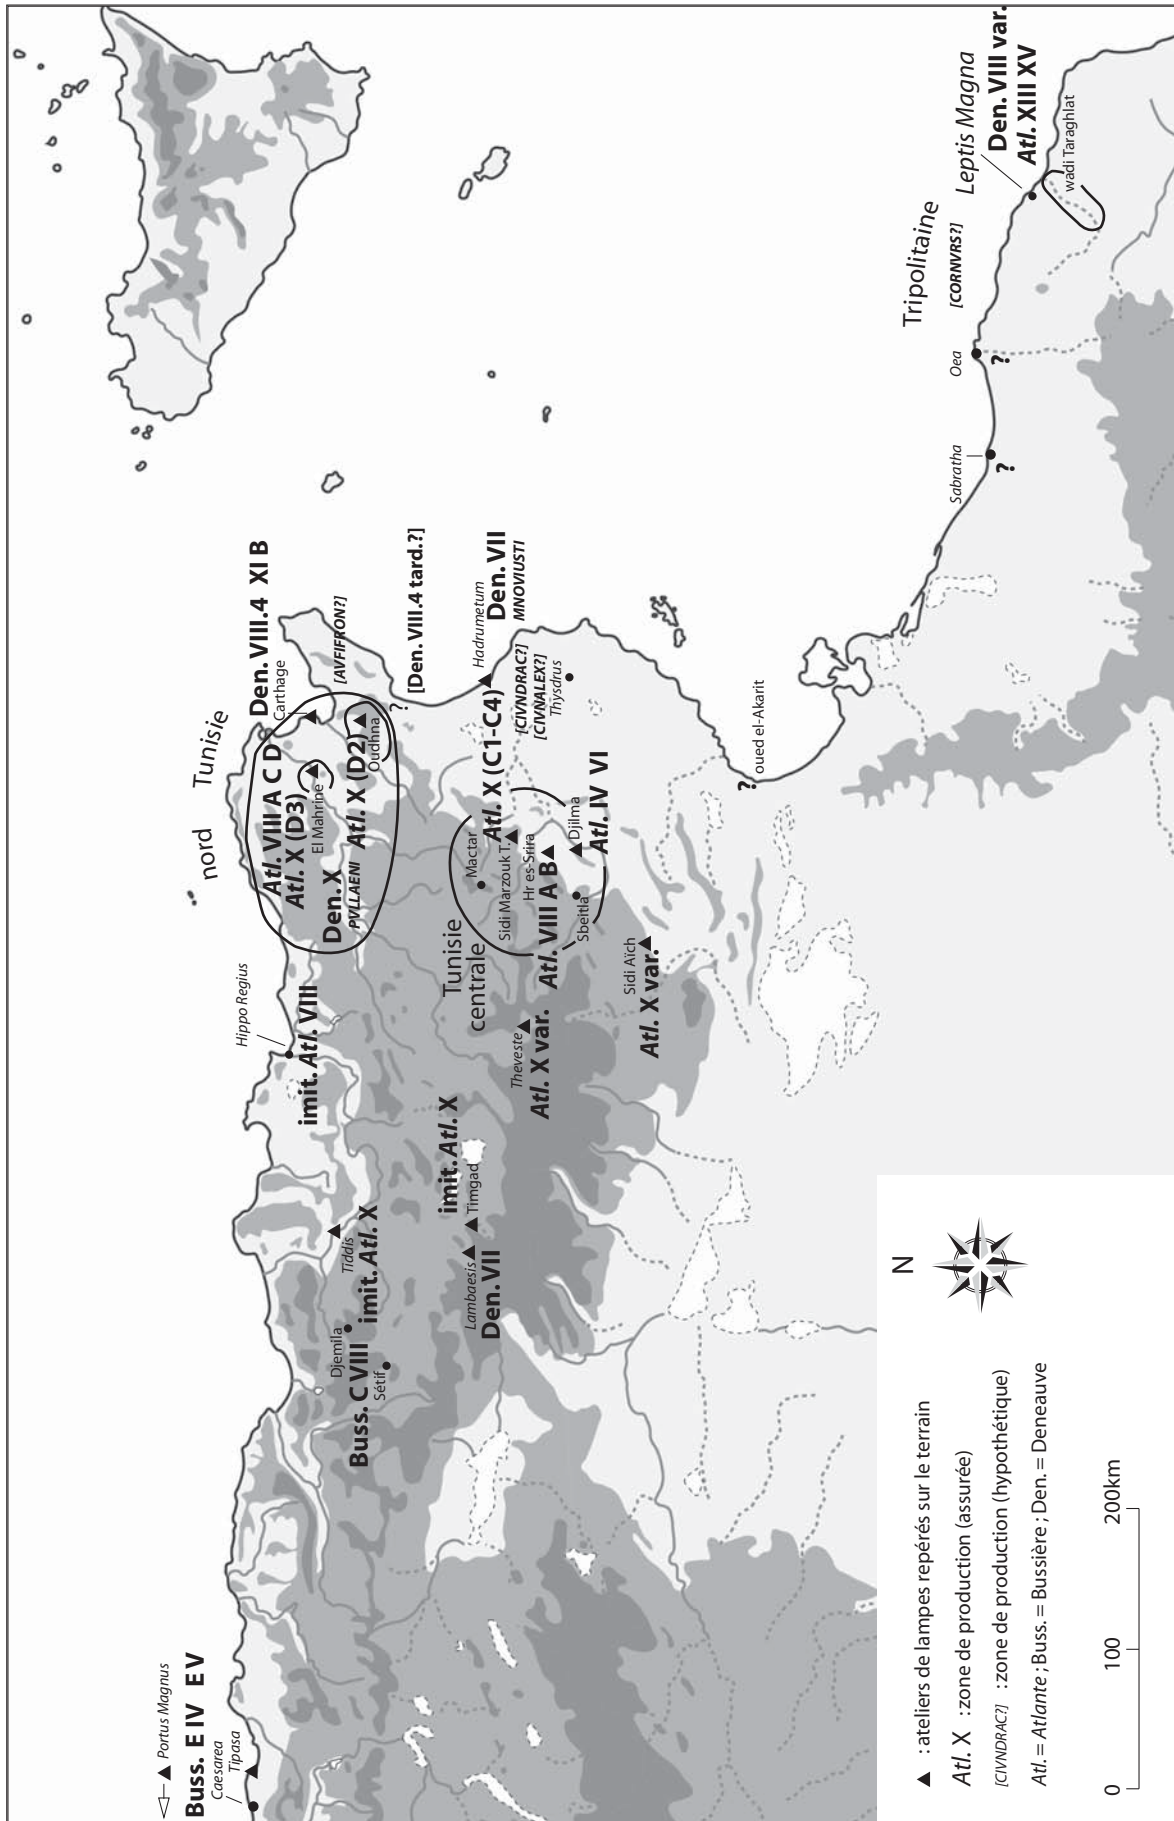 Portus Magnus
Buss. E IV E V
Caesarea
Tipasa
Djemila
Buss. C VIII
Sétif
Tiddis
imit. Atl. X
Lambaesis
Den. VII
Timgad
imit. Atl. X
Hippo Regius
imit. Atl. VIII
Theveste
Atl. X var.
Sidi Aïch
Atl. X var.
nord Tunisie
Atl. VIII A C D
Atl. X (D3)
El Mahrine
Den. X
PVLLAENI
Atl. X (D2)
Oudhna
Den. VIII.4 XI B
Carthage
[AVFIFRON?]
?
[Den. VIII.4 tard.?]
Tunisie
centrale
Mactar
Sidi Marzouk T.
Atl. X (C1-C4)
Hr es-Srira
Atl. VIII A B
Sbeitla
Djilma
Atl. IV VI
Hadrumetum
Den. VII
MNOVIUSTI
[CIVNDRAC?]
[CIVNALEX?]
Thysdrus
?
oued el-Akarit
Tripolitaine
Sabratha
?
Oea
?
[CORNVRS?]
Leptis Magna
Den. VIII var.
Atl. XIII XV
wadi Taraghlat
N
▲ : ateliers de lampes repérés sur le terrain
Atl. X : zone de production (assurée)
[CIVNDRAC?] : zone de production (hypothétique)
Atl. = Atlante ; Buss. = Bussière ; Den. = Deneauve
0 100 200km